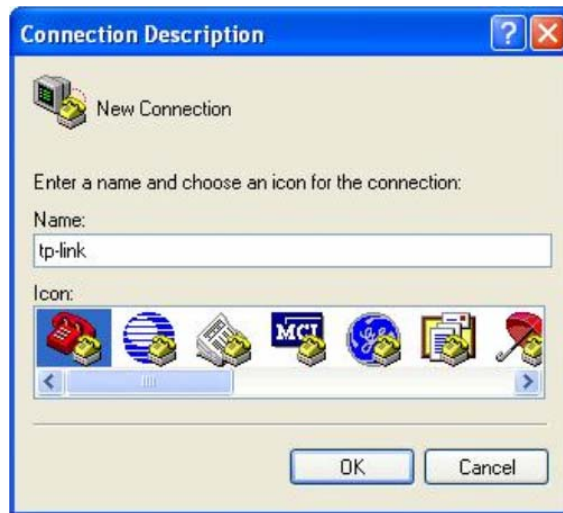 Connection Description
New Connection
Enter a name and choose an icon for the connection:
Name:
tp-link
Icon:
MCI
OK
Cancel